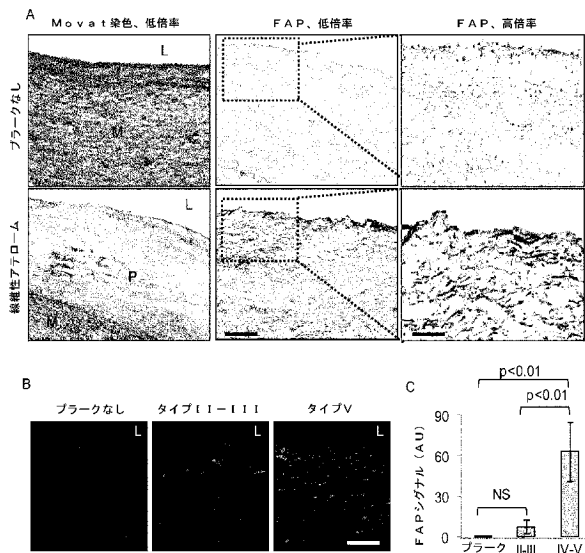 A
Movat染色、低倍率
FAP、低倍率
FAP、高倍率
プラークなし
L
M
線維性アテローム
L
P
M
B
プラークなし
タイプII-III
タイプV
L
L
L
C
p<0.01
p<0.01
NS
FAPシグナル(AU)
90
60
30
0
プラーク
II-III
IV-V